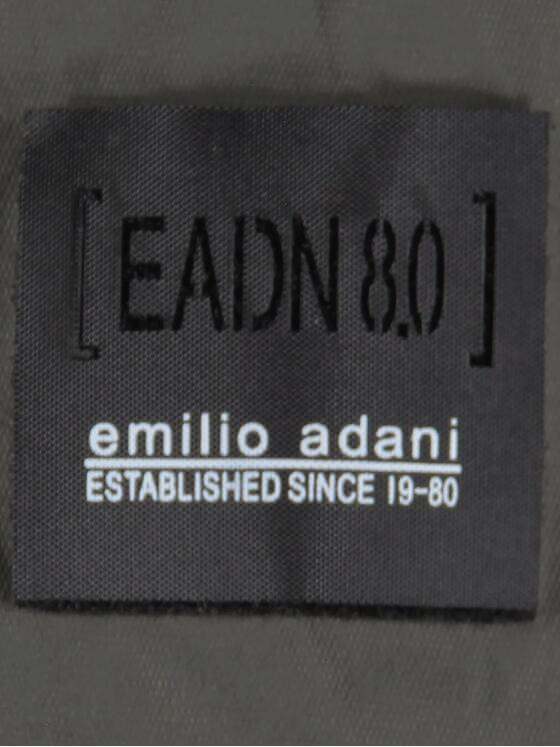 [EADN 8.0]
emilio adani
ESTABLISHED SINCE 19-80